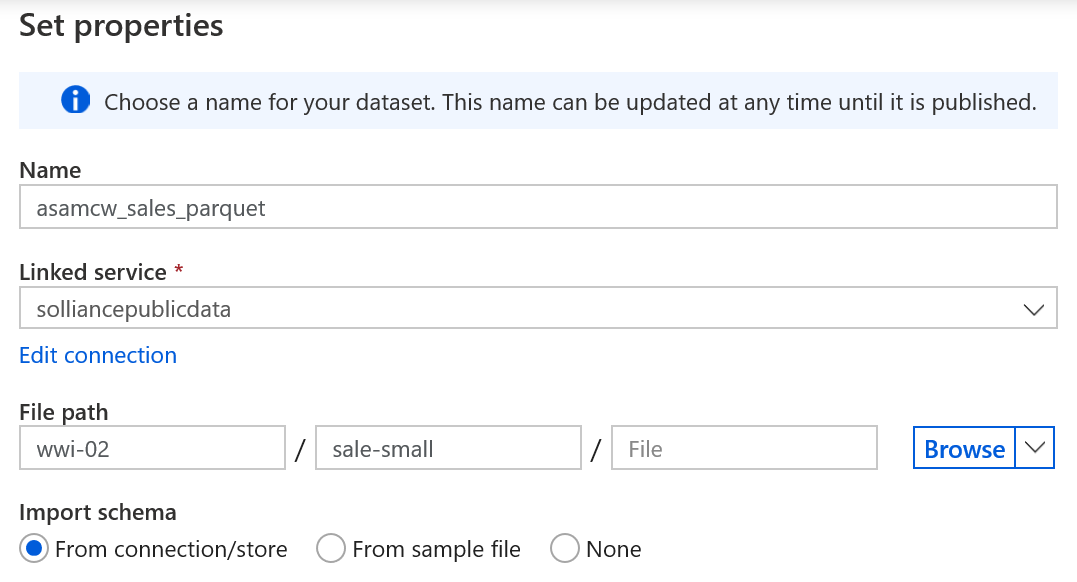 Set properties
Choose a name for your dataset. This name can be updated at any time until it is published.
Name
asamcw_sales_parquet
Linked service *
solliancepublicdata
Edit connection
File path
wwi-02 / sale-small / File Browse
Import schema
From connection/store From sample file None